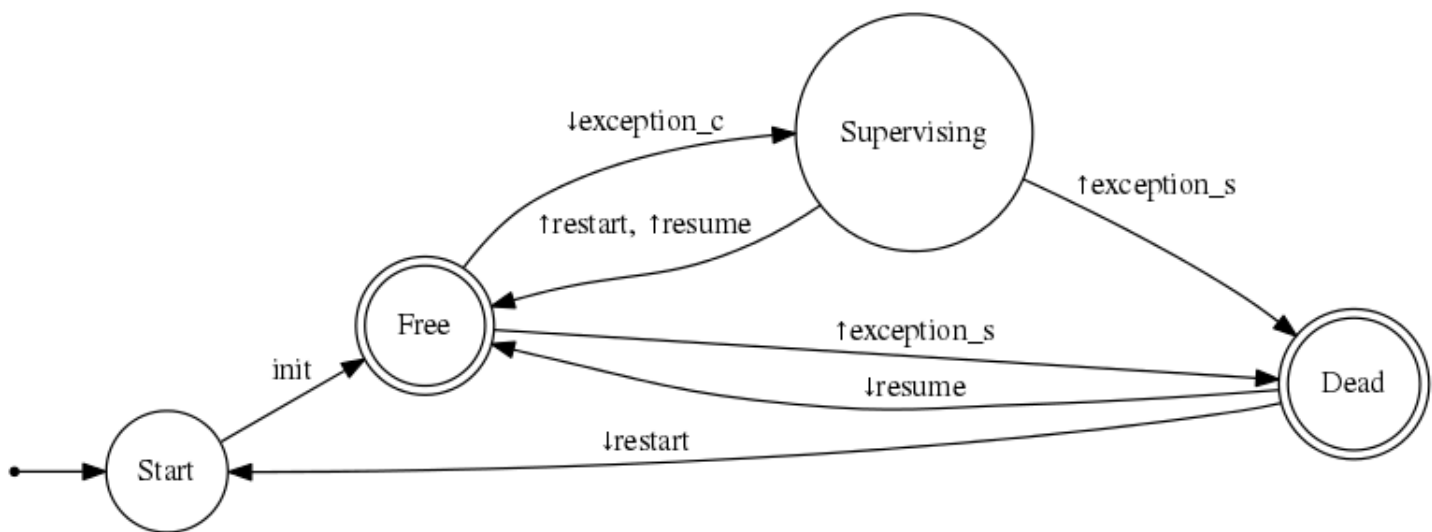 ↓exception_c
Supervising
↑exception_s
↑restart, ↑resume
Free
↑exception_s
init
↓resume
Dead
↓restart
Start